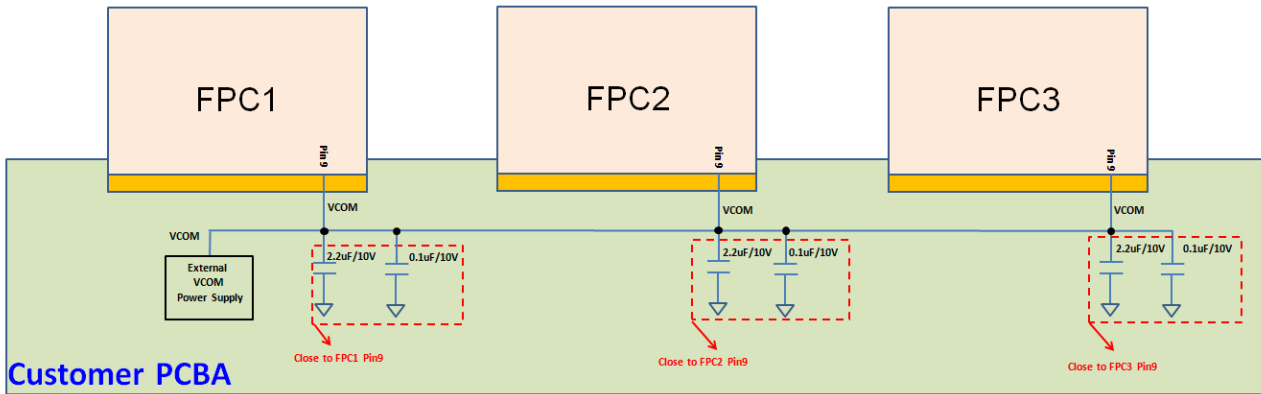 FPC1
FPC2
FPC3
Pin 9
Pin 9
Pin 9
VCOM
VCOM
VCOM
VCOM
2.2uF/10V
0.1uF/10V
2.2uF/10V
0.1uF/10V
2.2uF/10V
0.1uF/10V
External
VCOM
Power Supply
Close to FPC1 Pin9
Close to FPC2 Pin9
Close to FPC3 Pin9
Customer PCBA